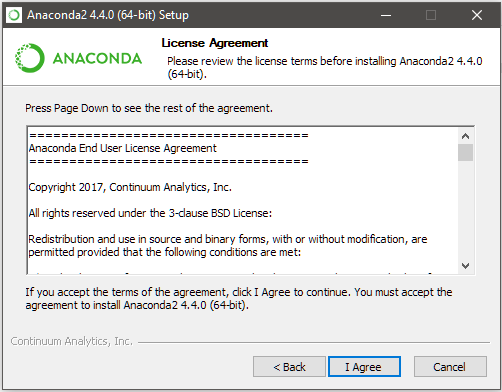 Anaconda2 4.4.0 (64-bit) Setup
ANACONDA
License Agreement
Please review the license terms before installing Anaconda2 4.4.0
(64-bit).
Press Page Down to see the rest of the agreement.
=====================================
Anaconda End User License Agreement
=====================================
Copyright 2017, Continuum Analytics, Inc.
All rights reserved under the 3-clause BSD License:
Redistribution and use in source and binary forms, with or without modification, are
permitted provided that the following conditions are met:
If you accept the terms of the agreement, click I Agree to continue. You must accept the
agreement to install Anaconda2 4.4.0 (64-bit).
Continuum Analytics, Inc.
< Back
I Agree
Cancel